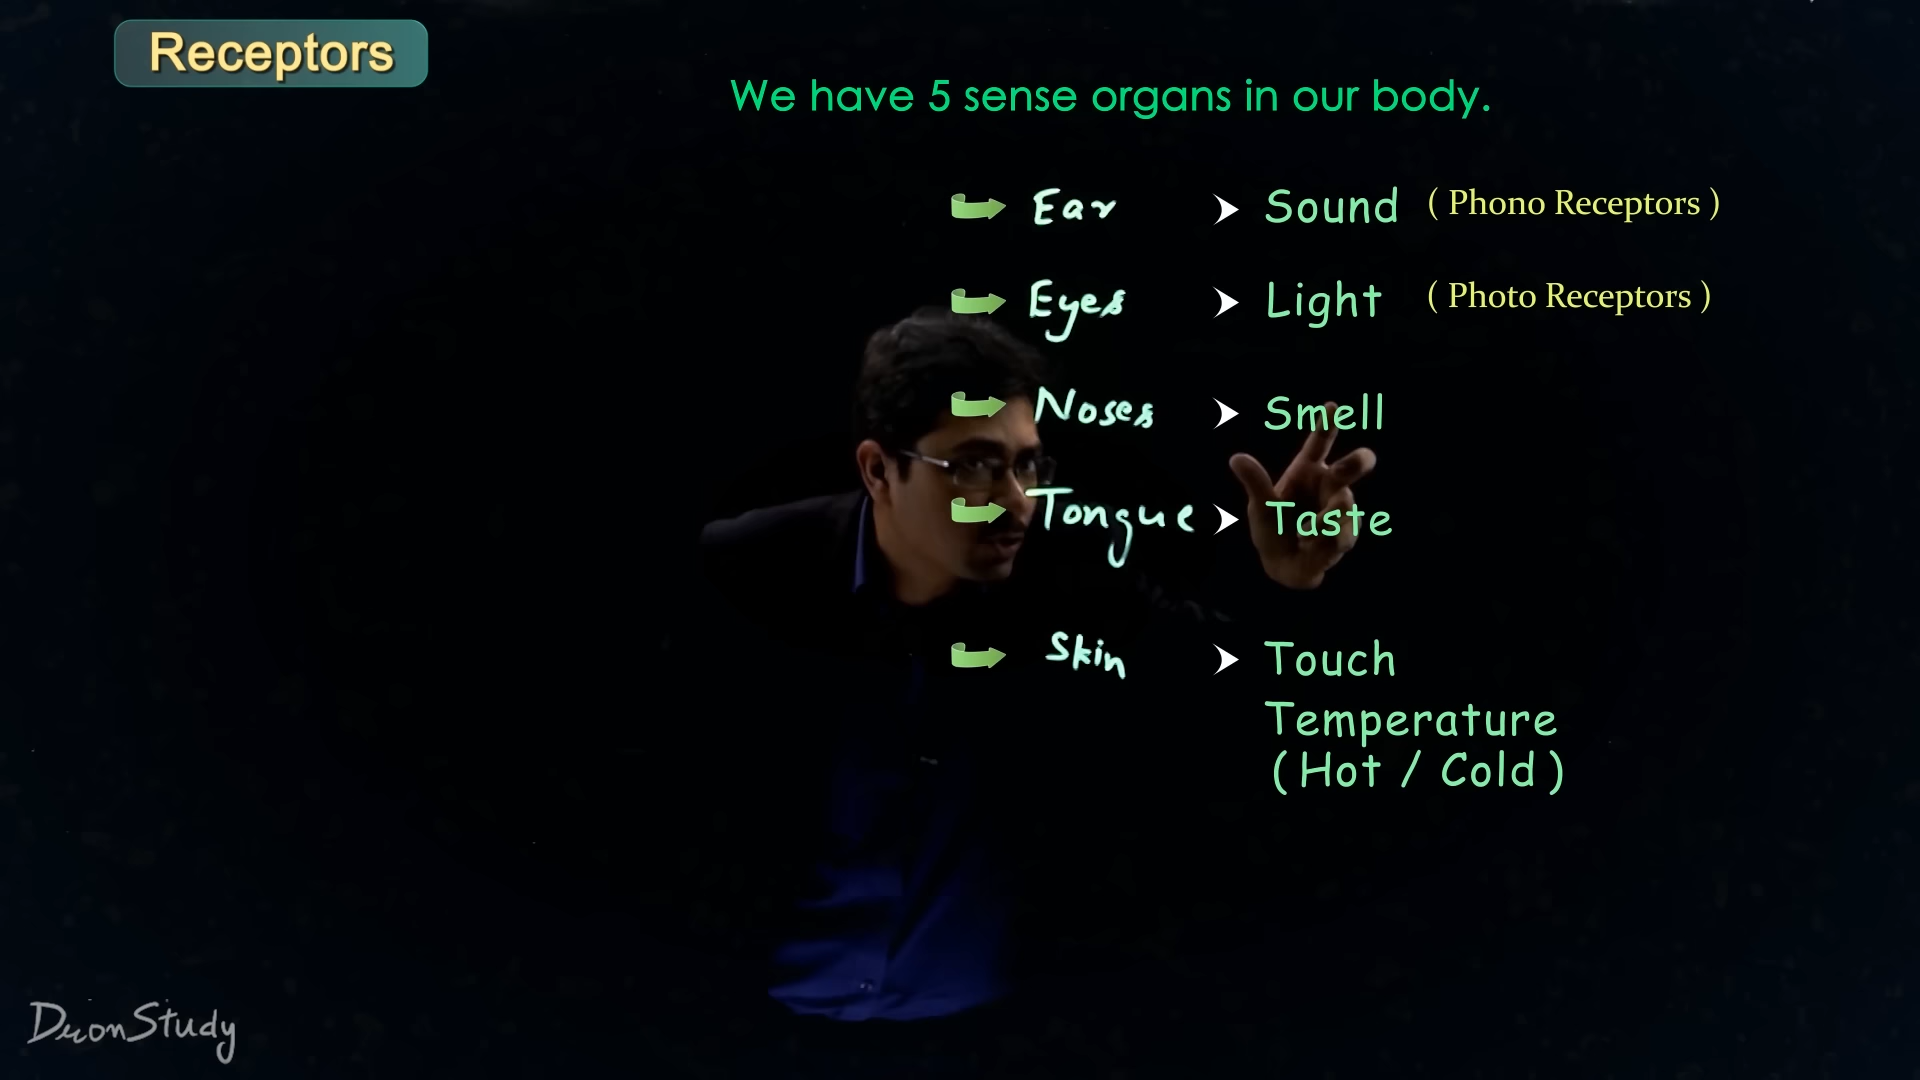 Receptors
We have 5 sense organs in our body.
Ear Sound ( Phono Receptors )
Eyes Light ( Photo Receptors )
Noses Smell
Tongue Taste
Skin Touch
Temperature
( Hot / Cold )
DronStudy